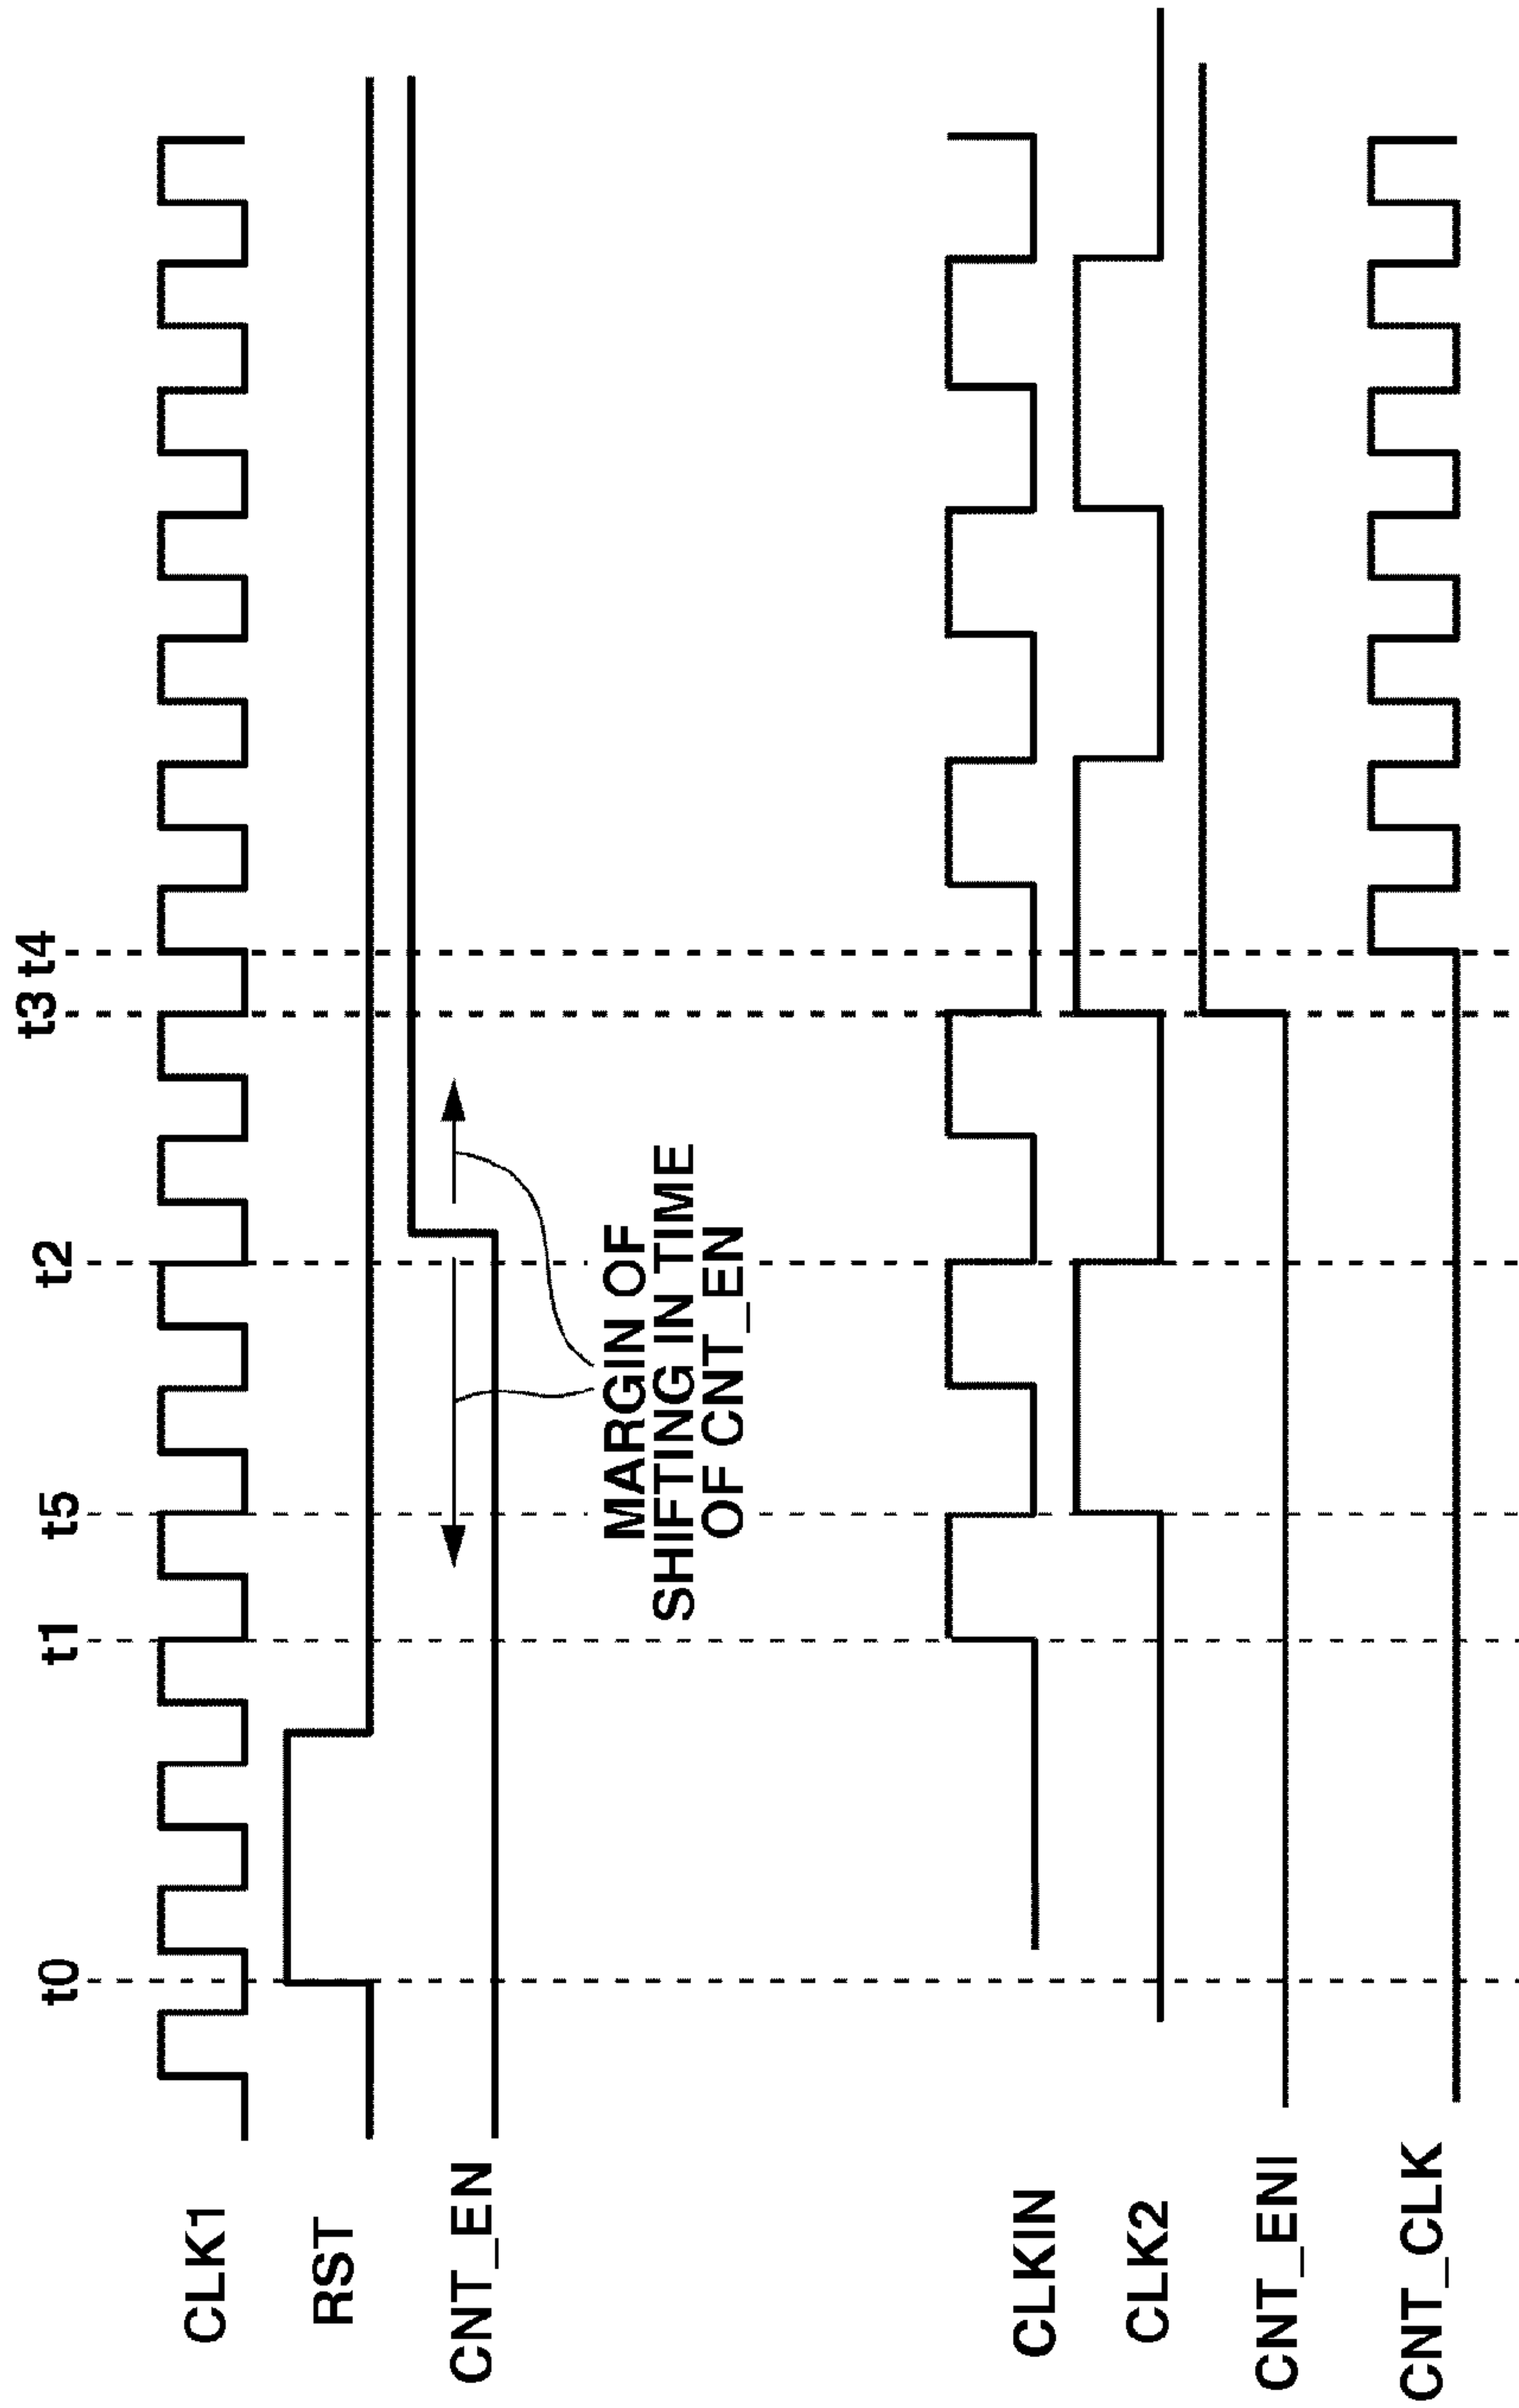 t0
t1
t5
t2
t3
t4
CLK1
RST
CNT_EN
MARGIN OF
SHIFTING IN TIME
OF CNT_EN
CLKIN
CLK2
CNT_ENI
CNT_CLK